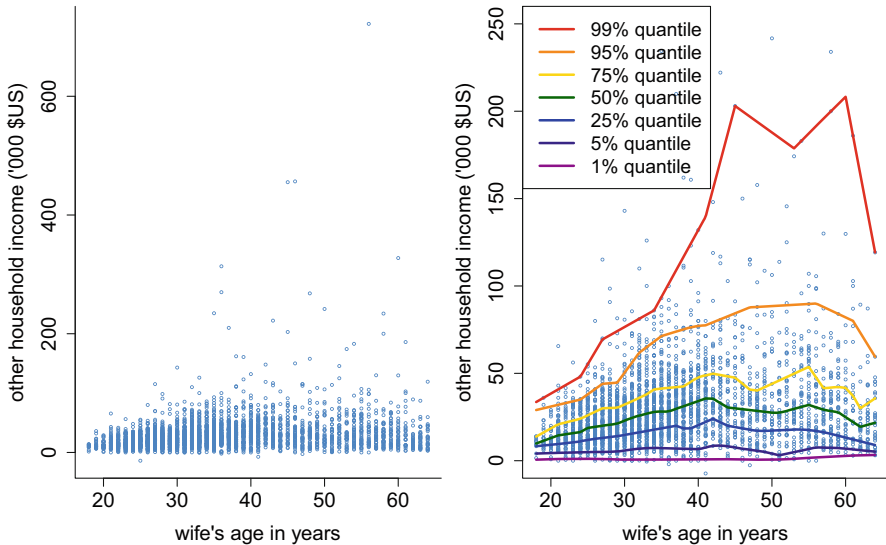 other household income ('000 $US)
600
400
200
0
20 30 40 50 60
wife's age in years
other household income ('000 $US)
250
200
150
100
50
0
99% quantile
95% quantile
75% quantile
50% quantile
25% quantile
5% quantile
1% quantile
20 30 40 50 60
wife's age in years